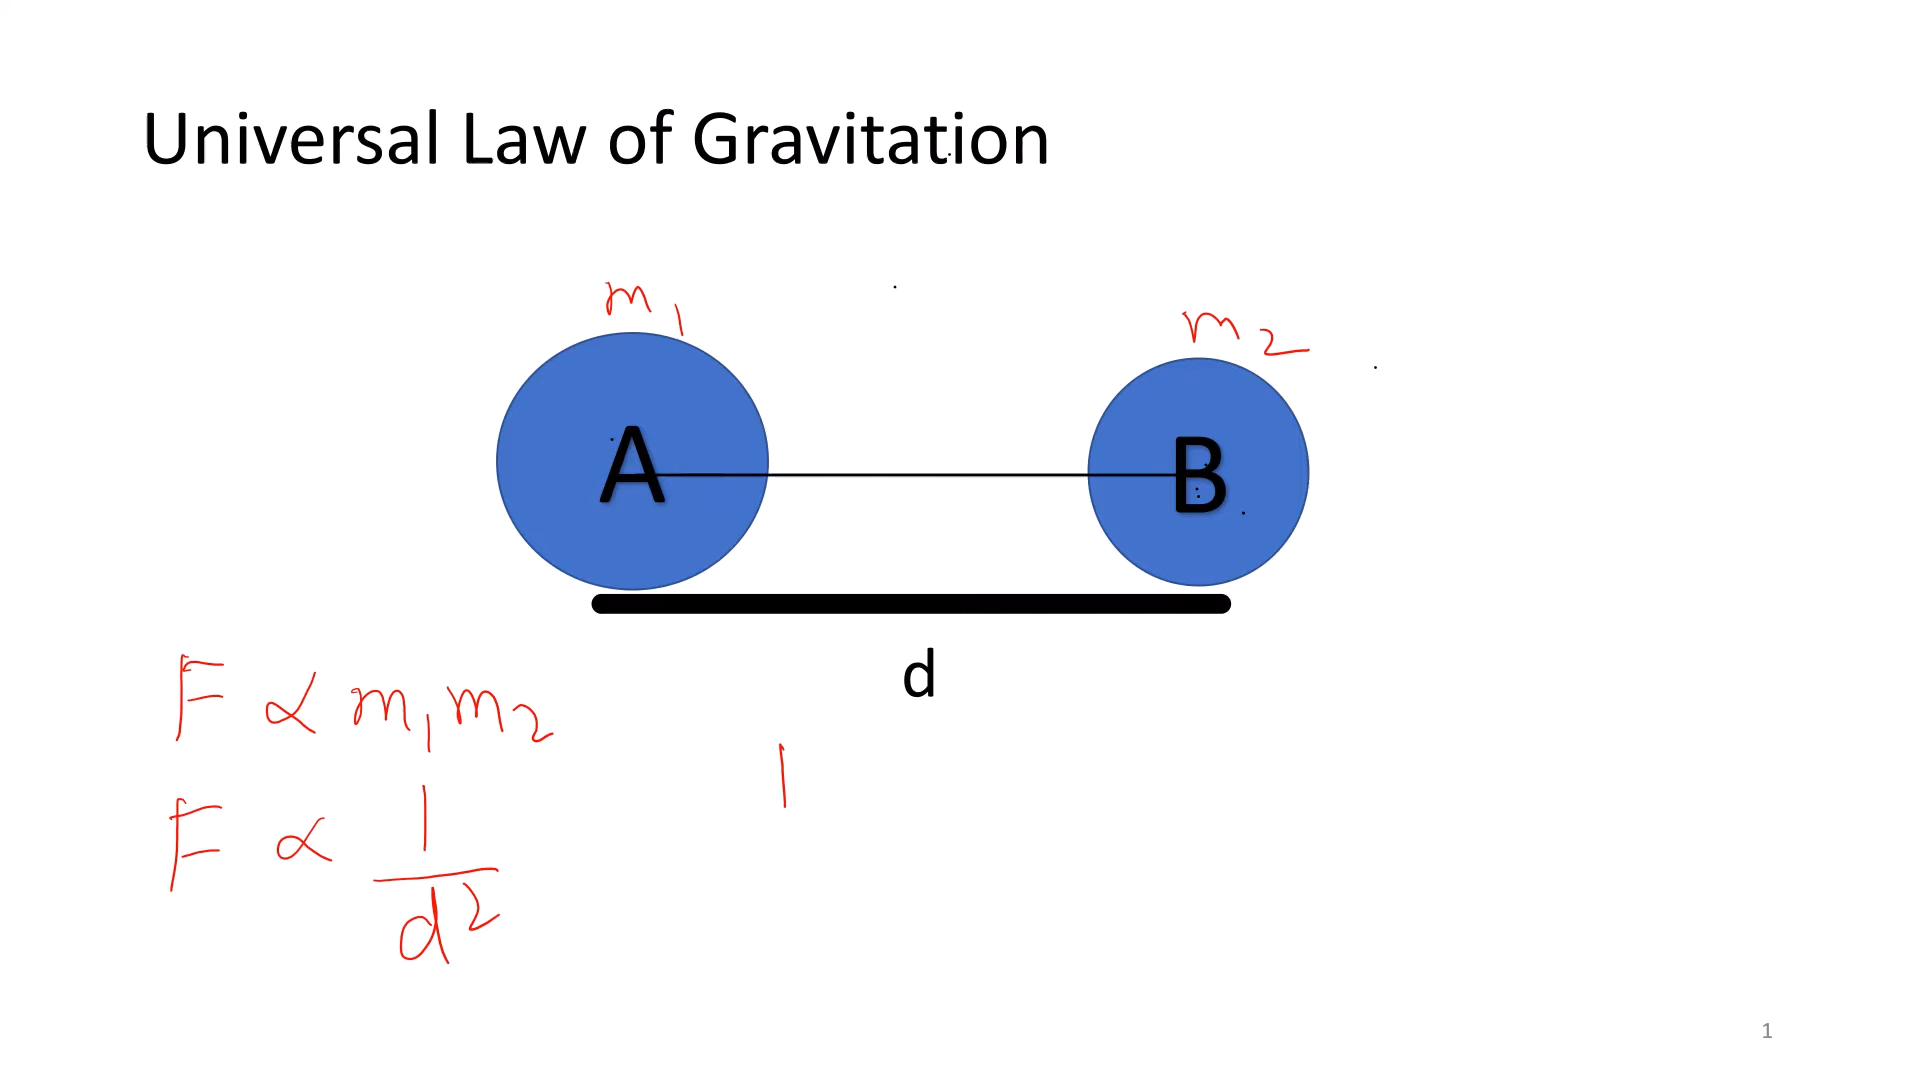 Universal Law of Gravitation
m₁
m₂
A
B
d
F ∝ m₁m₂
F ∝ 1/d²
1